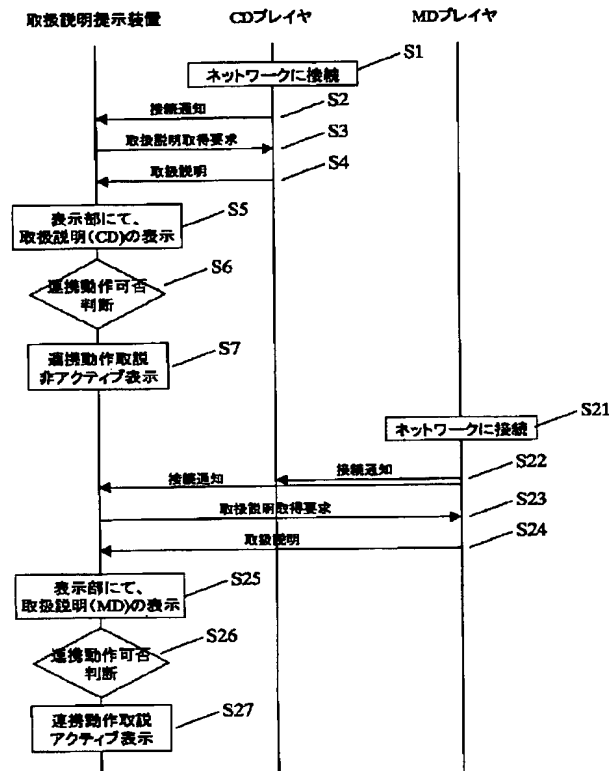 取扱説明提示装置 CDプレイヤ MDプレイヤ
ネットワークに接続 S1
接続通知 S2
取扱説明取得要求 S3
取扱説明 S4
表示部にて、 S5
取扱説明(CD)の表示
連携動作可否 S6
判断
連携動作取説 S7
非アクティブ表示
ネットワークに接続 S21
接続通知 接続通知 S22
取扱説明取得要求 S23
取扱説明 S24
表示部にて、 S25
取扱説明(MD)の表示
連携動作可否 S26
判断
連携動作取説 S27
アクティブ表示